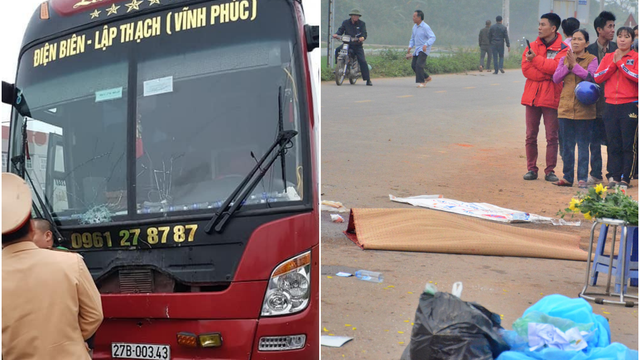 ĐIỆN BIÊN - LẬP THẠCH (VĨNH PHÚC)
0961 27 87 87
27B-003.43